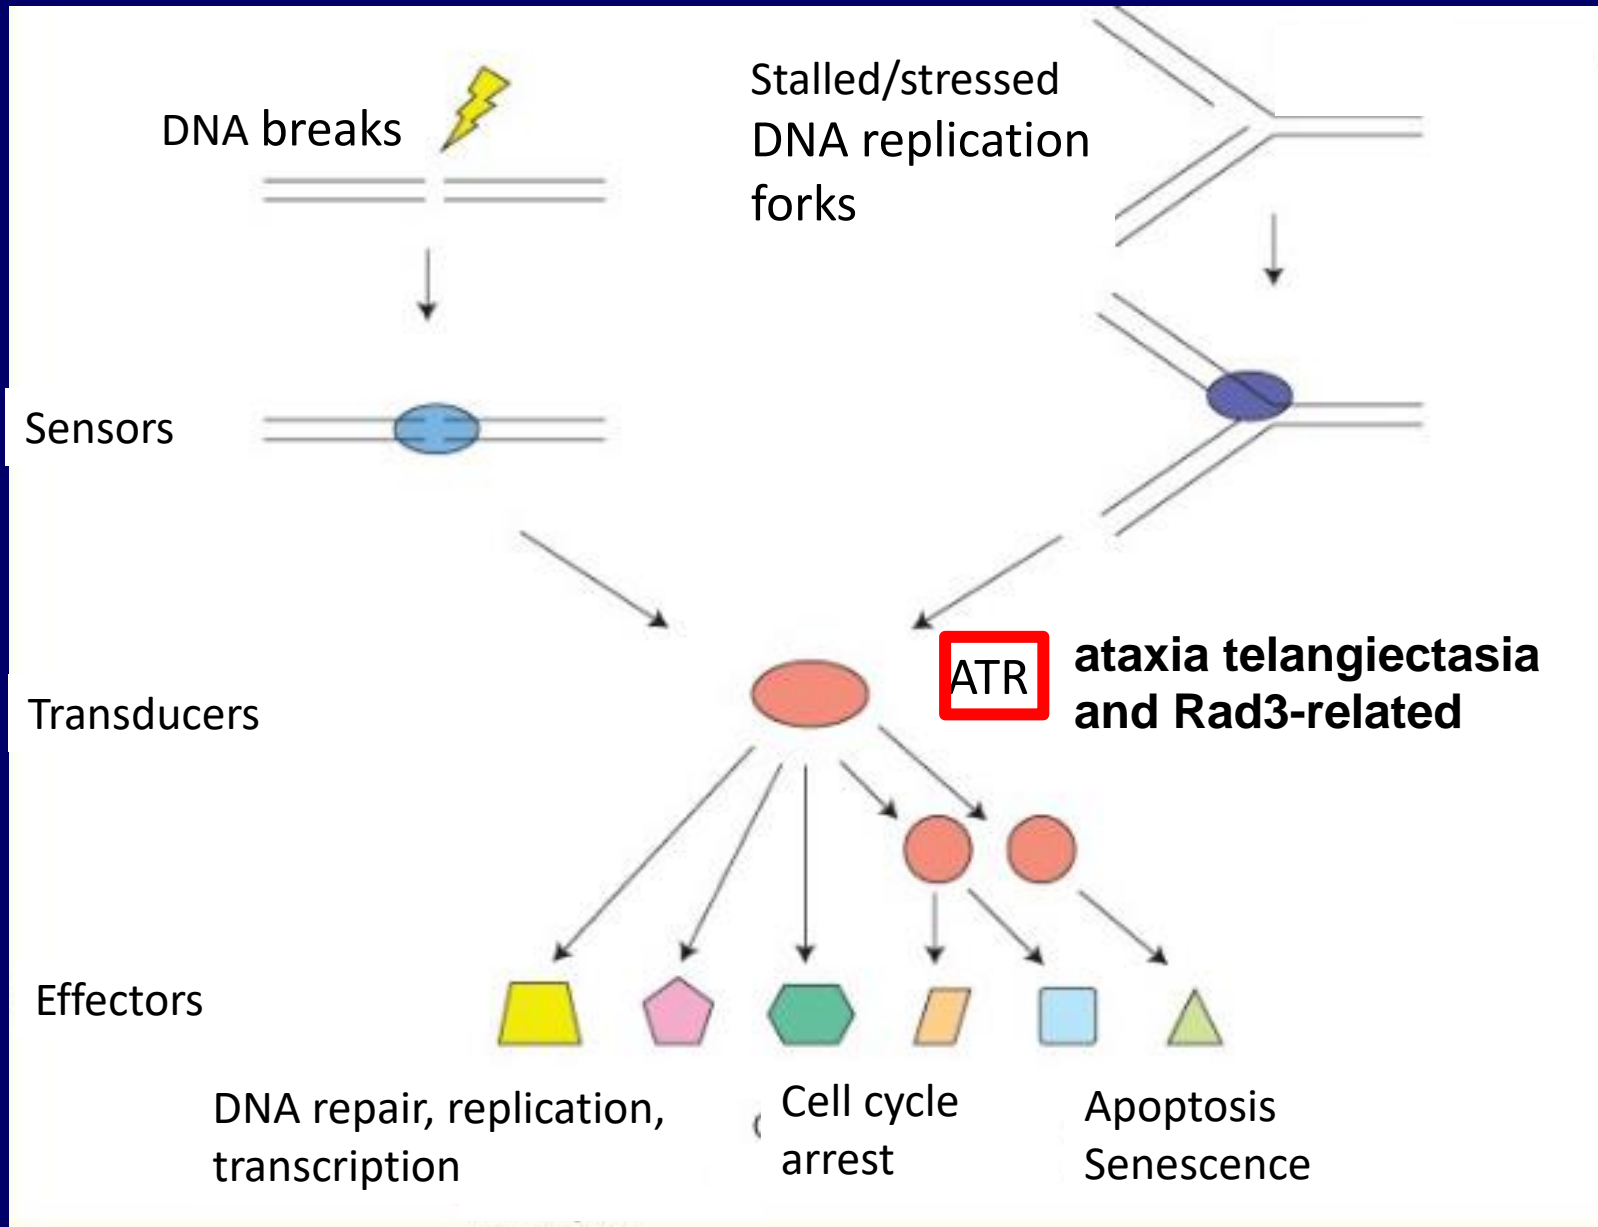 DNA breaks
Stalled/stressed
DNA replication
forks
Sensors
ATR
ataxia telangiectasia
and Rad3-related
Transducers
Effectors
DNA repair, replication,
transcription
Cell cycle
arrest
Apoptosis
Senescence